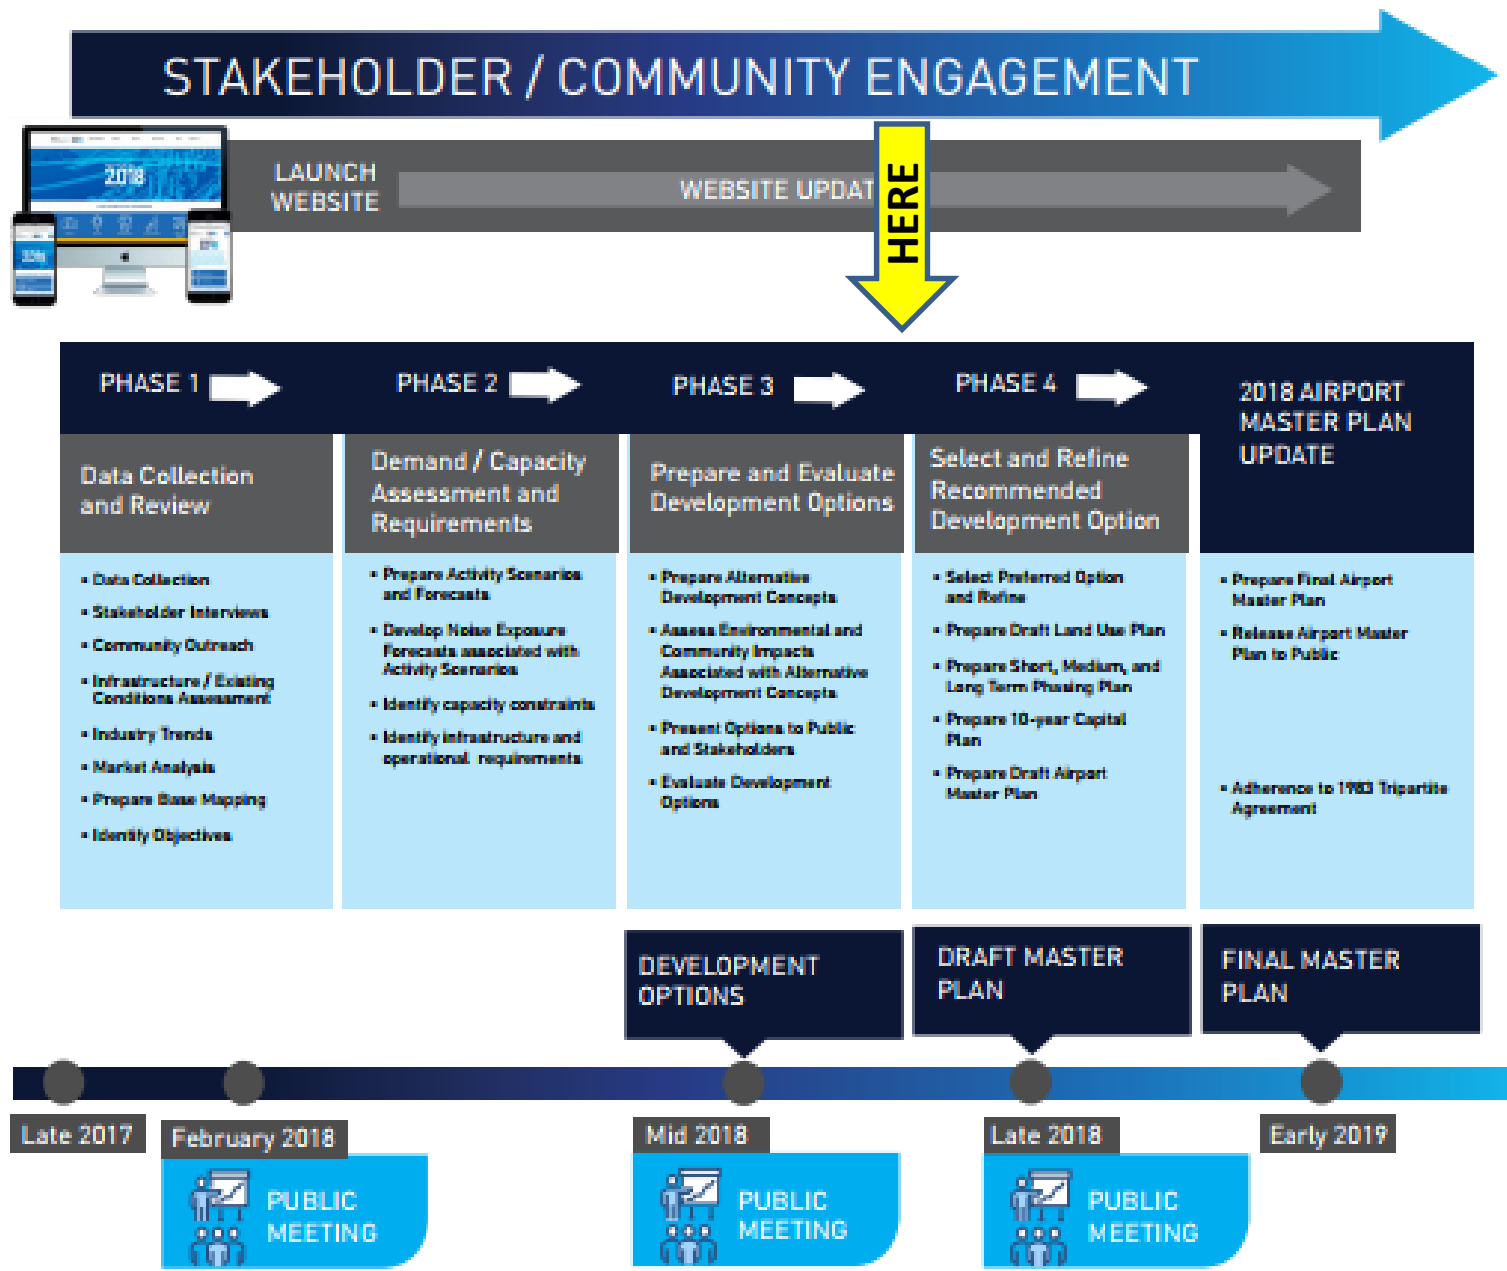 STAKEHOLDER / COMMUNITY ENGAGEMENT
2018
LAUNCH
WEBSITE
WEBSITE UPDAT
HERE
PHASE 1
Data Collection
and Review
▪ Data Collection
▪ Stakeholder Interviews
▪ Community Outreach
▪ Infrastructure / Existing
Conditions Assessment
▪ Industry Trends
▪ Market Analysis
▪ Prepare Base Mapping
▪ Identify Objectives
PHASE 2
Demand / Capacity
Assessment and
Requirements
▪ Prepare Activity Scenarios
and Forecasts
▪ Develop Noise Exposure
Forecasts associated with
Activity Scenarios
▪ Identify capacity constraints
▪ Identify infrastructure and
operational requirements
PHASE 3
Prepare and Evaluate
Development Options
▪ Prepare Alternative
Development Concepts
▪ Assess Environmental and
Community Impacts
Associated with Alternative
Development Concepts
▪ Present Options to Public
and Stakeholders
▪ Evaluate Development
Options
PHASE 4
Select and Refine
Recommended
Development Option
▪ Select Preferred Option
and Refine
▪ Prepare Draft Land Use Plan
▪ Prepare Short, Medium, and
Long Term Phasing Plan
▪ Prepare 10-year Capital
Plan
▪ Prepare Draft Airport
Master Plan
2018 AIRPORT
MASTER PLAN
UPDATE
▪ Prepare Final Airport
Master Plan
▪ Release Airport Master
Plan to Public
▪ Adherence to 1983 Tripartite
Agreement
DEVELOPMENT
OPTIONS
DRAFT MASTER
PLAN
FINAL MASTER
PLAN
Late 2017
February 2018
PUBLIC
MEETING
Mid 2018
PUBLIC
MEETING
Late 2018
PUBLIC
MEETING
Early 2019